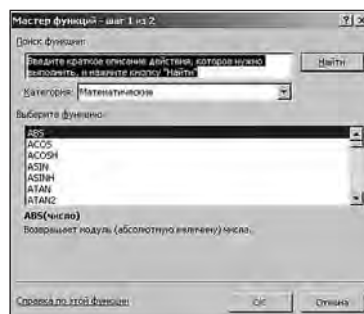 Мастер функций - шаг 1 из 2
Поиск функции:
Введите краткое описание действия, которое нужно
выполнить, и нажмите кнопку "Найти"
Найти
Категория: Математические
Выберите функцию:
ABS
ACOS
ACOSH
ASIN
ASINH
ATAN
ATAN2
ABS(число)
Возвращает модуль (абсолютную величину) числа.
Справка по этой функции
ОК
Отмена